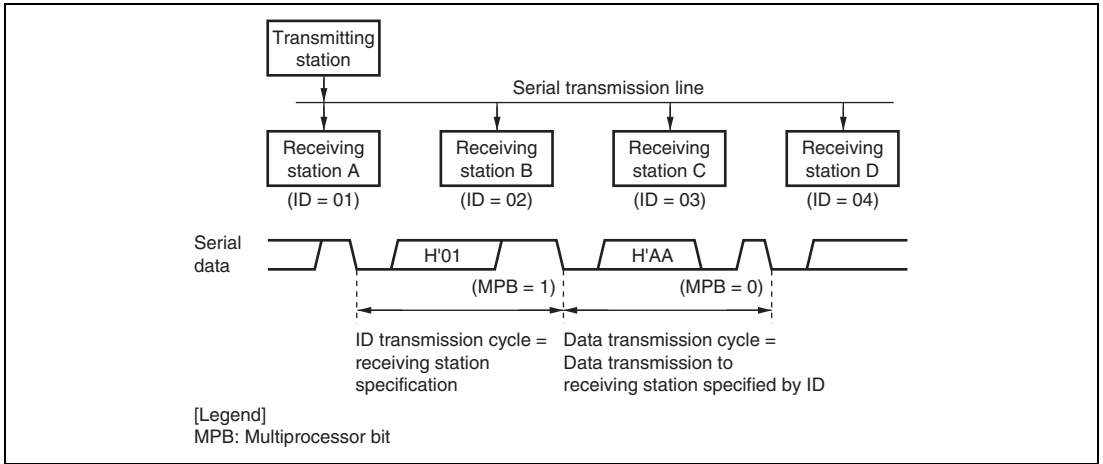 Transmitting
station
Serial transmission line
Receiving
station A
Receiving
station B
Receiving
station C
Receiving
station D
(ID = 01)
(ID = 02)
(ID = 03)
(ID = 04)
Serial
data
H'01
H'AA
(MPB = 1)
(MPB = 0)
ID transmission cycle =
receiving station
specification
Data transmission cycle =
Data transmission to
receiving station specified by ID
[Legend]
MPB: Multiprocessor bit